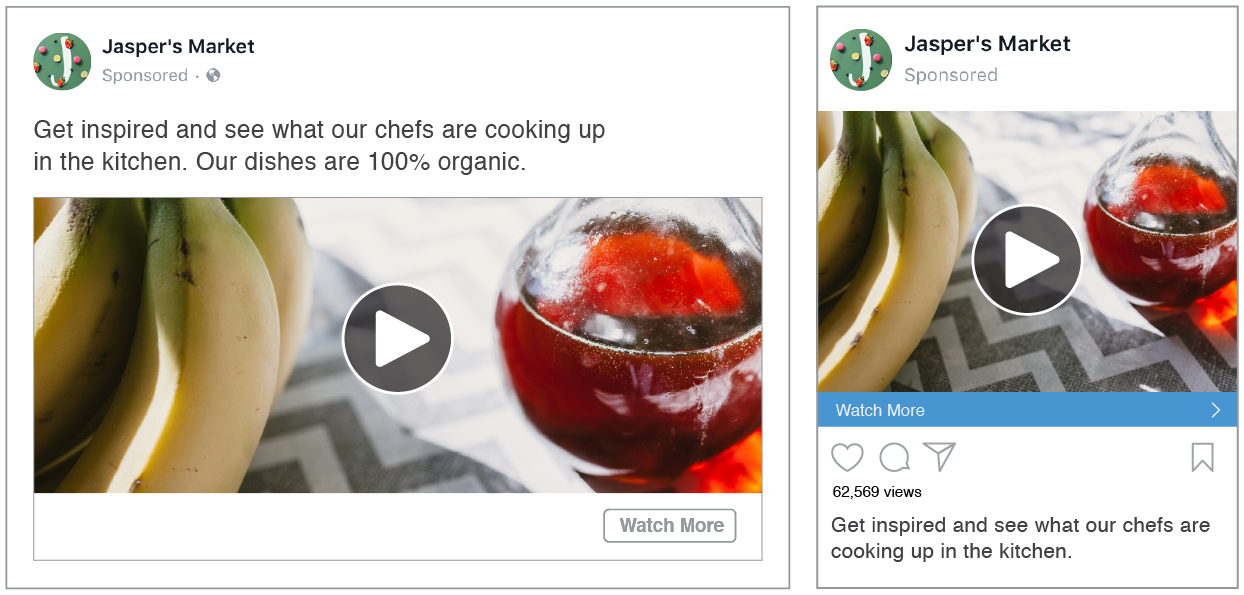 Jasper's Market
Sponsored ·
Get inspired and see what our chefs are cooking up
in the kitchen. Our dishes are 100% organic.
Watch More
J
Jasper's Market
Sponsored
Watch More
62,569 views
Get inspired and see what our chefs are
cooking up in the kitchen.